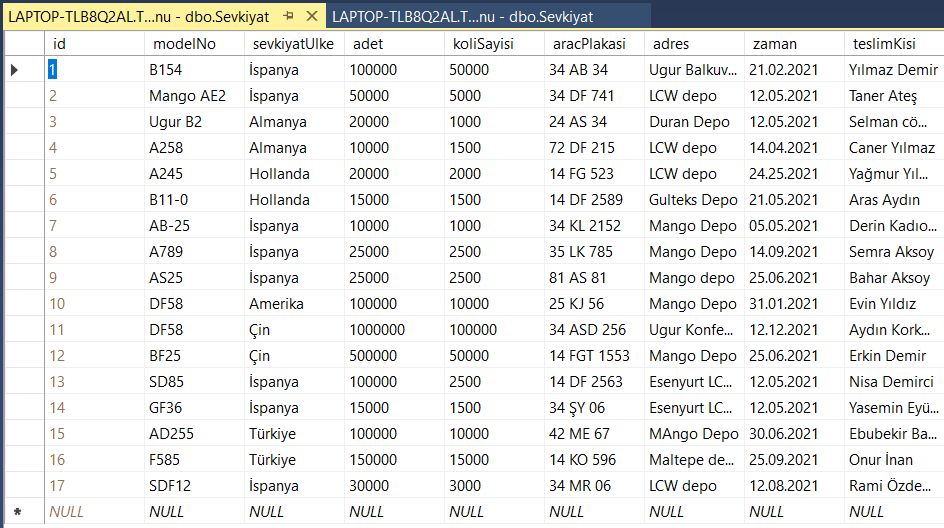 LAPTOP-TLB8Q2AL.T...nu - dbo.Sevkiyat LAPTOP-TLB8Q2AL.T...nu - dbo.Sevkiyat
id modelNo sevkiyatUlke adet koliSayisi aracPlakasi adres zaman teslimKisi
1 B154 İspanya 100000 50000 34 AB 34 Ugur Balkuv... 21.02.2021 Yılmaz Demir
2 Mango AE2 İspanya 50000 5000 34 DF 741 LCW depo 12.05.2021 Taner Ateş
3 Ugur B2 Almanya 20000 1000 24 AS 34 Duran Depo 12.05.2021 Selman cö...
4 A258 Almanya 10000 1500 72 DF 215 LCW depo 14.04.2021 Caner Yılmaz
5 A245 Hollanda 20000 2000 14 FG 523 LCW depo 24.25.2021 Yağmur Yıl...
6 B11-0 Hollanda 15000 1500 14 DF 2589 Gulteks Depo 21.05.2021 Aras Aydın
7 AB-25 İspanya 10000 1000 34 KL 2152 Mango Depo 05.05.2021 Derin Kadıo...
8 A789 İspanya 25000 2500 35 LK 785 Mango Depo 14.09.2021 Semra Aksoy
9 AS25 İspanya 25000 2500 81 AS 81 Mango depo 25.06.2021 Bahar Aksoy
10 DF58 Amerika 100000 10000 25 KJ 56 Mango Depo 31.01.2021 Evin Yıldız
11 DF58 Çin 1000000 100000 34 ASD 256 Ugur Konfe... 12.12.2021 Aydın Kork...
12 BF25 Çin 500000 50000 14 FGT 1553 Mango Depo 25.06.2021 Erkin Demir
13 SD85 İspanya 100000 2500 14 DF 2563 Esenyurt LC... 12.05.2021 Nisa Demirci
14 GF36 İspanya 15000 1500 34 ŞY 06 Esenyurt LC... 12.05.2021 Yasemin Eyü...
15 AD255 Türkiye 100000 10000 42 ME 67 MAngo Depo 30.06.2021 Ebubekir Ba...
16 F585 Türkiye 150000 15000 14 KO 596 Maltepe de... 25.09.2021 Onur İnan
17 SDF12 İspanya 30000 3000 34 MR 06 LCW depo 12.08.2021 Rami Özde...
NULL NULL NULL NULL NULL NULL NULL NULL NULL